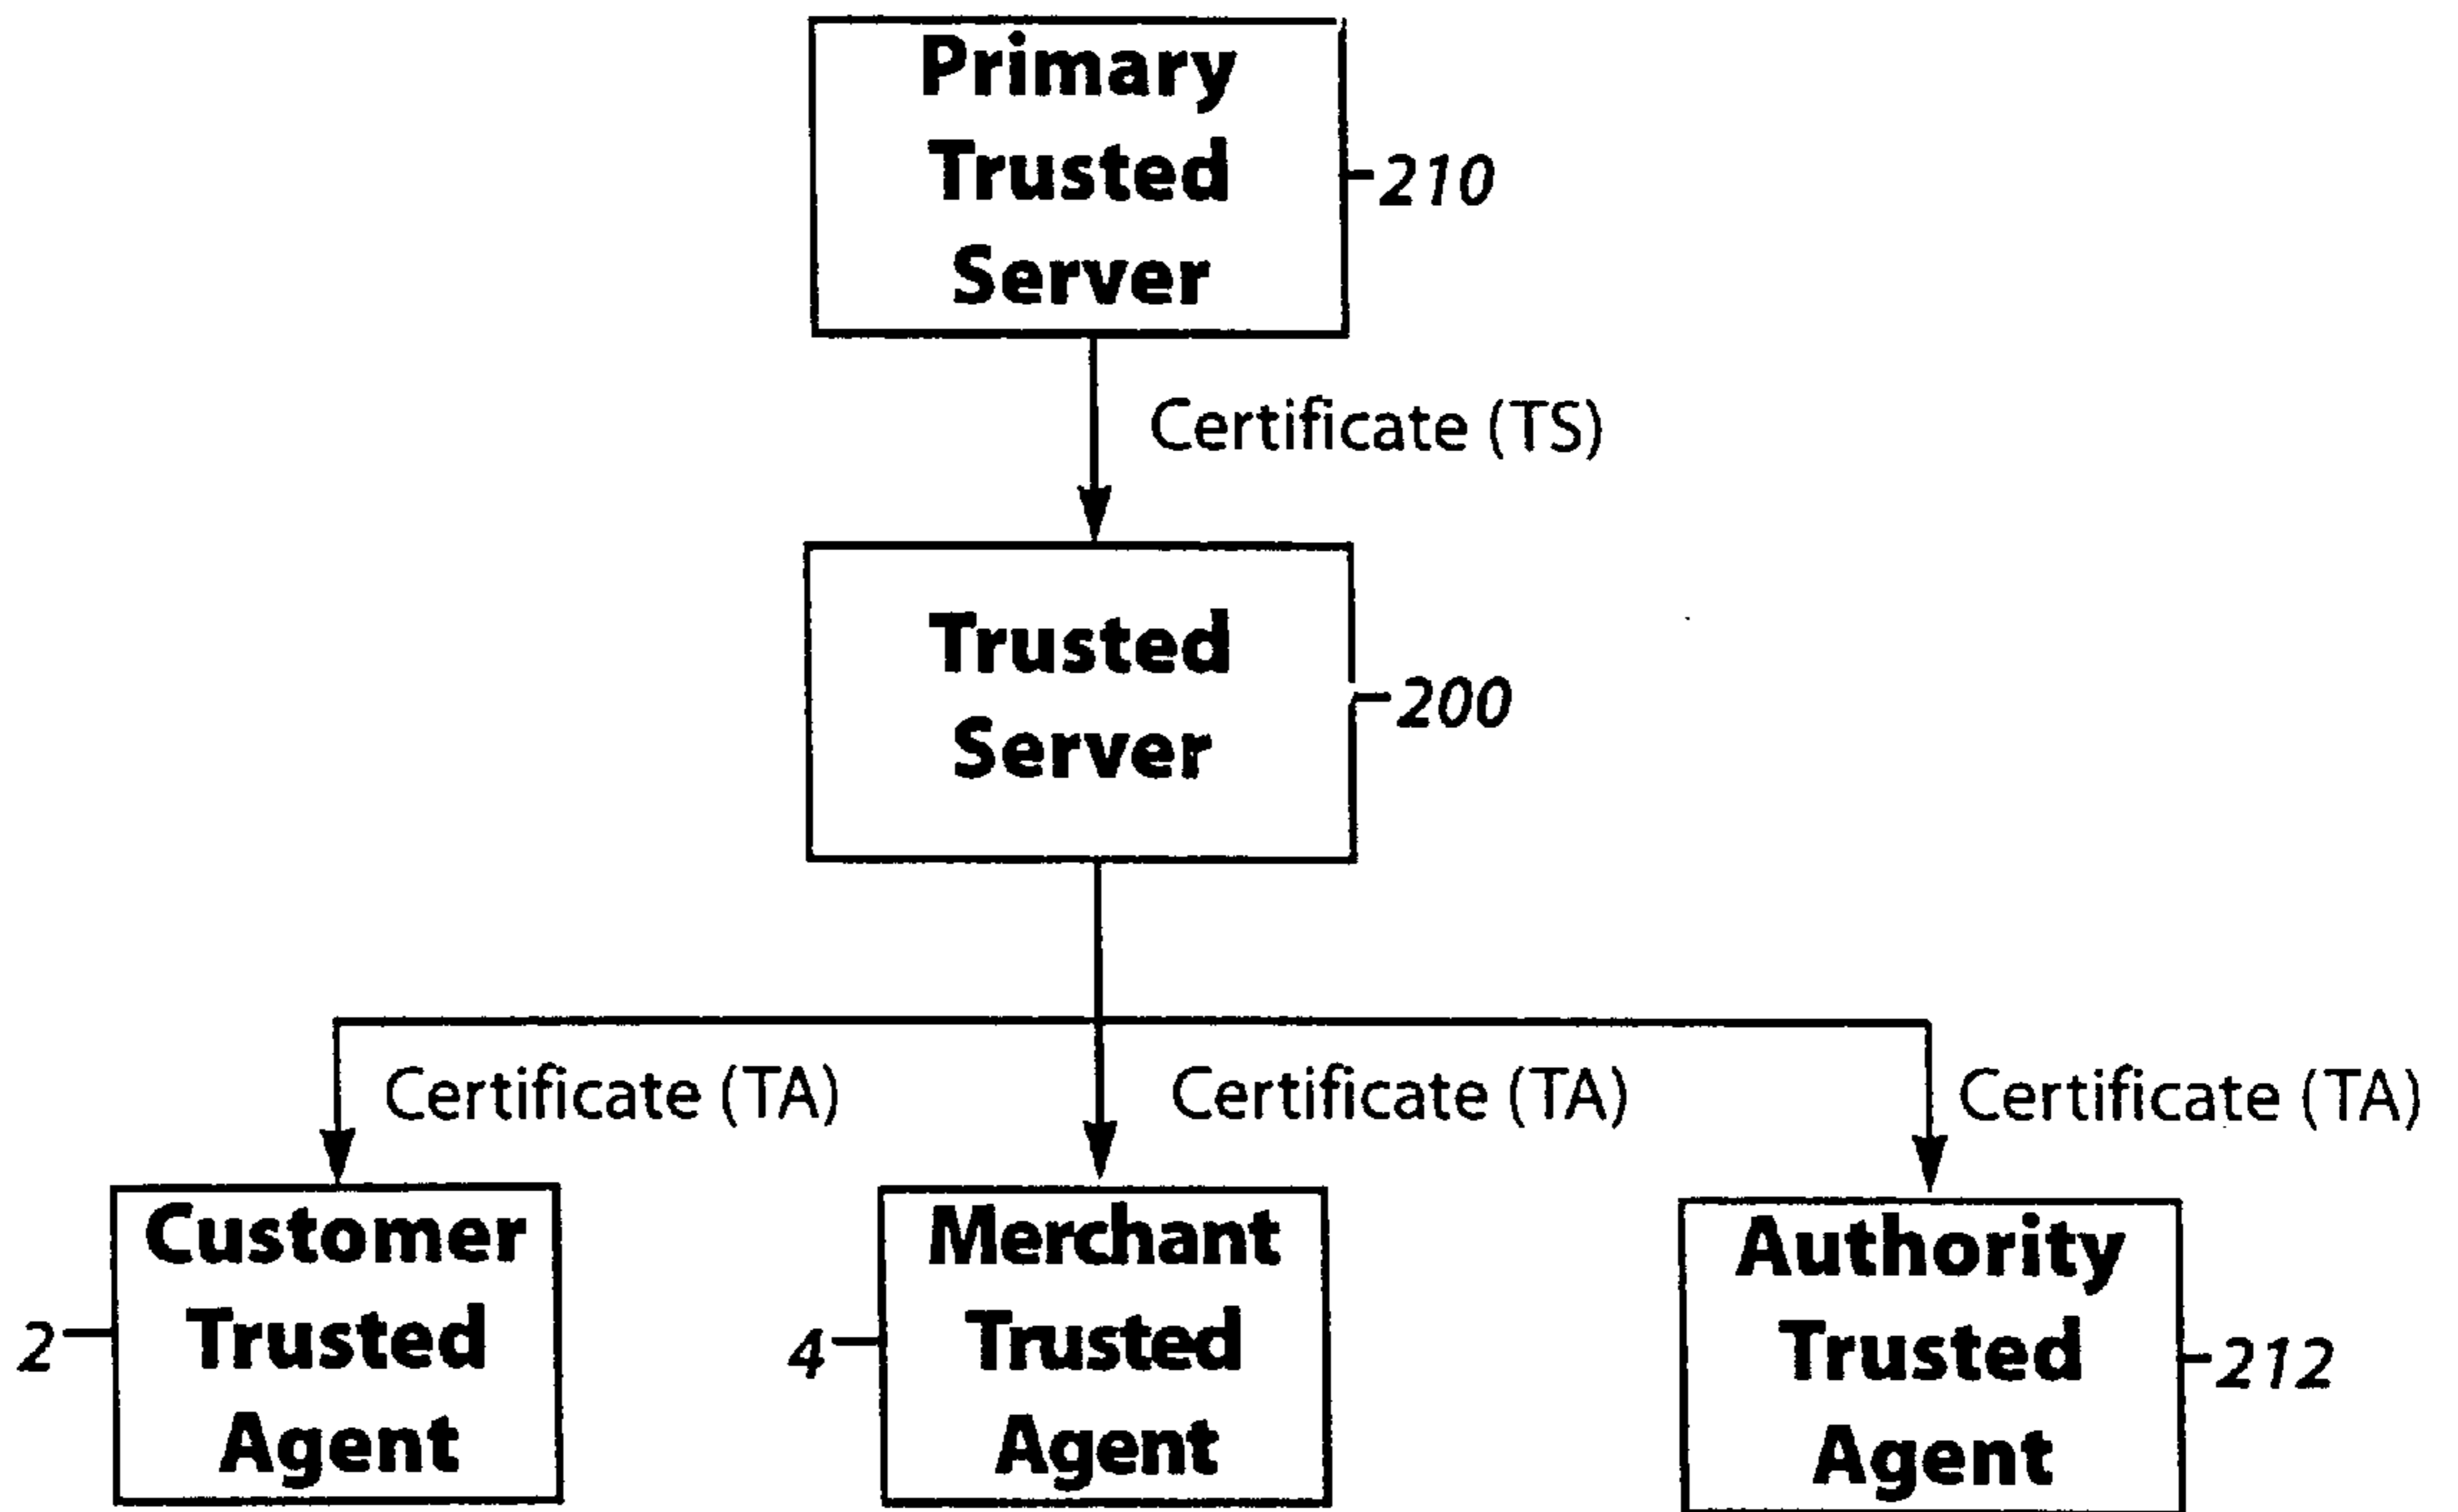 Primary
Trusted
Server
210
Certificate (TS)
Trusted
Server
200
Certificate (TA)
Certificate (TA)
Certificate (TA)
Customer
Trusted
Agent
2
Merchant
Trusted
Agent
4
Authority
Trusted
Agent
212